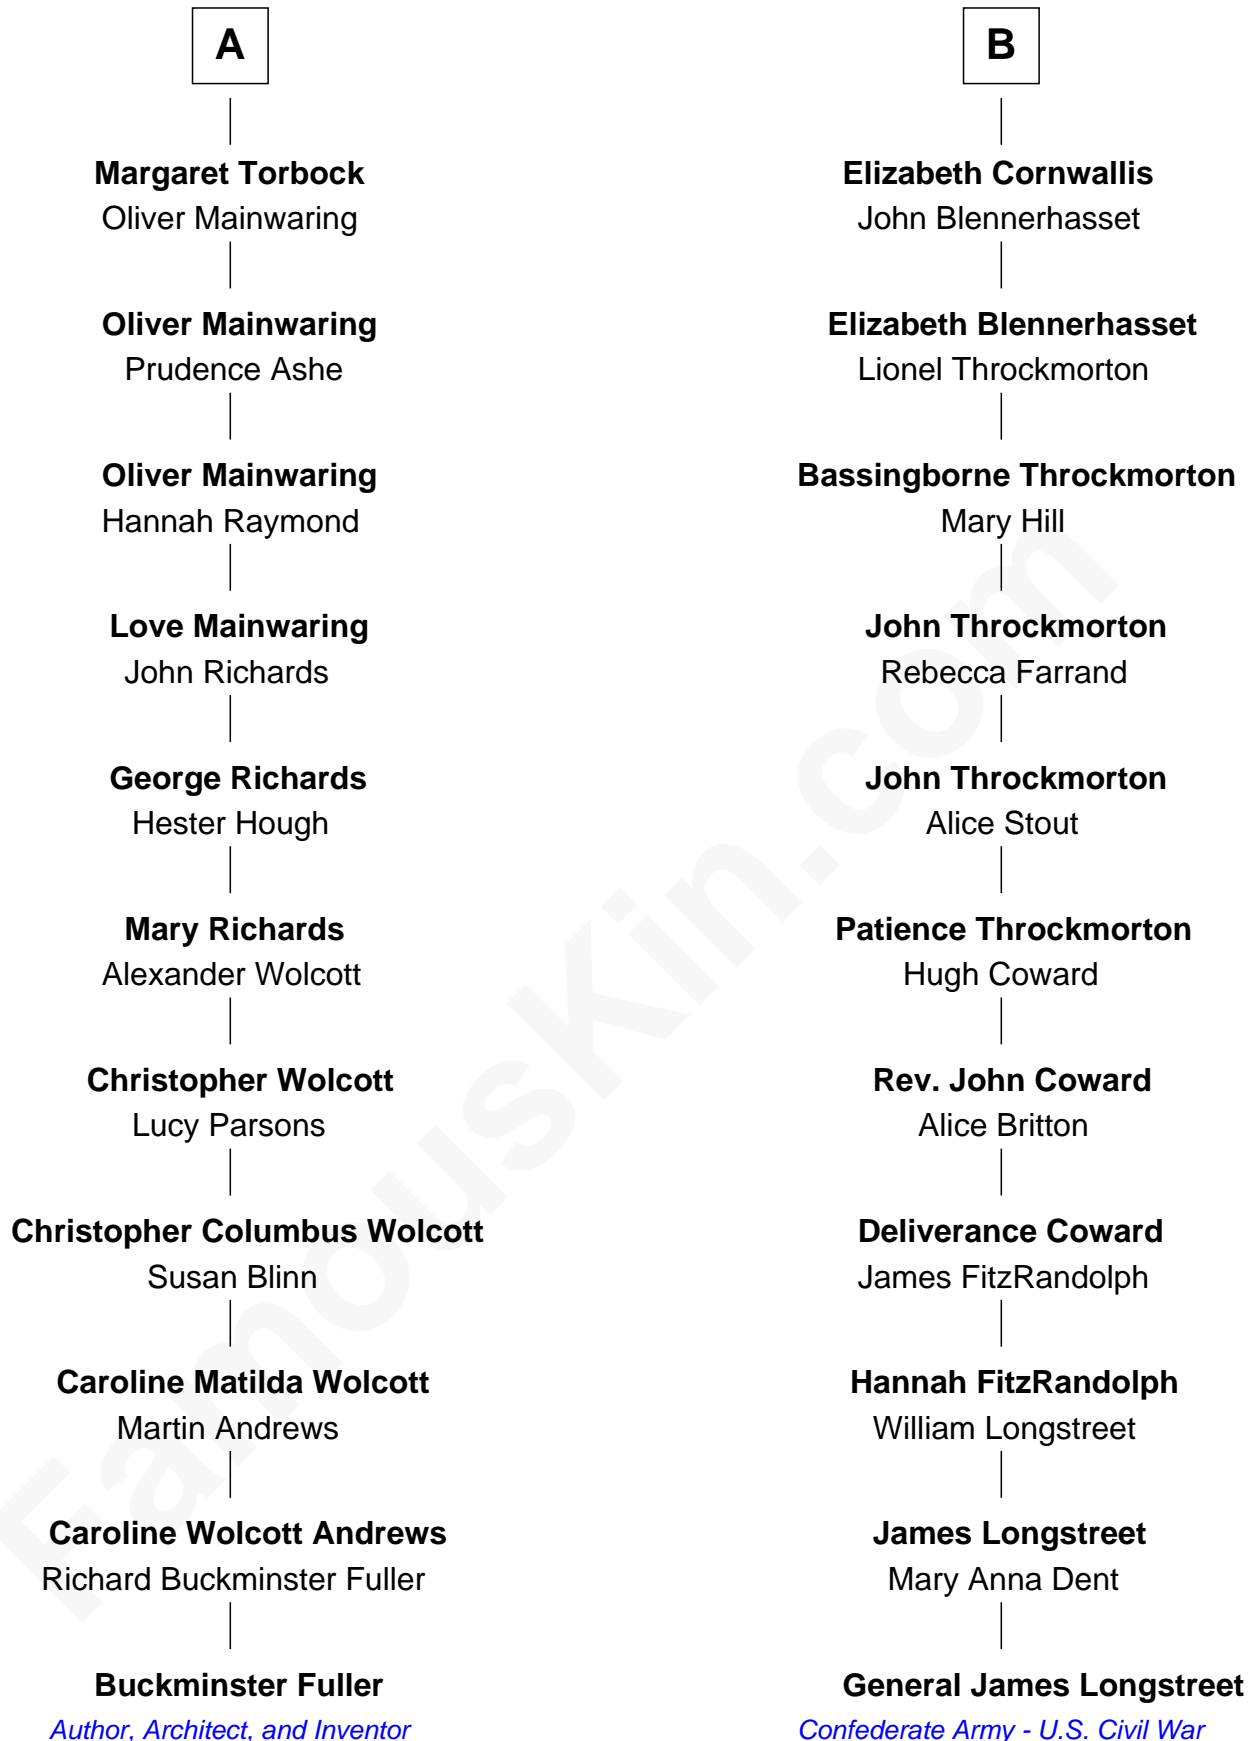 A
Margaret Torbock
Oliver Mainwaring
Oliver Mainwaring
Prudence Ashe
Oliver Mainwaring
Hannah Raymond
Love Mainwaring
John Richards
George Richards
Hester Hough
Mary Richards
Alexander Wolcott
Christopher Wolcott
Lucy Parsons
Christopher Columbus Wolcott
Susan Blinn
Caroline Matilda Wolcott
Martin Andrews
Caroline Wolcott Andrews
Richard Buckminster Fuller
Buckminster Fuller
Author, Architect, and Inventor
B
Elizabeth Cornwallis
John Blennerhasset
Elizabeth Blennerhasset
Lionel Throckmorton
Bassingborne Throckmorton
Mary Hill
John Throckmorton
Rebecca Farrand
John Throckmorton
Alice Stout
Patience Throckmorton
Hugh Coward
Rev. John Coward
Alice Britton
Deliverance Coward
James FitzRandolph
Hannah FitzRandolph
William Longstreet
James Longstreet
Mary Anna Dent
General James Longstreet
Confederate Army - U.S. Civil War
FamousKin.com